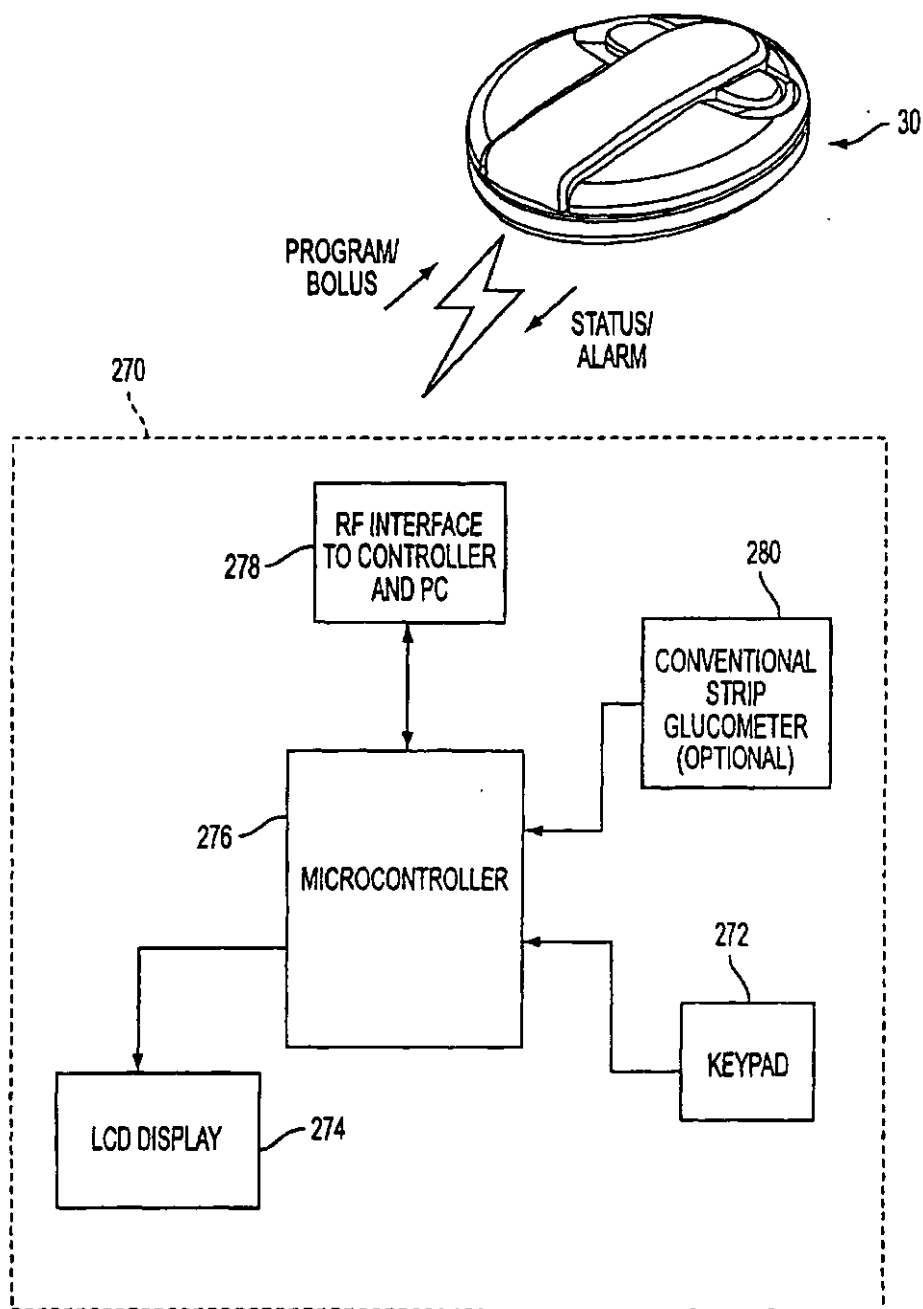 30
PROGRAM/
BOLUS
STATUS/
ALARM
270
RF INTERFACE
TO CONTROLLER
AND PC
278
280
CONVENTIONAL
STRIP
GLUCOMETER
(OPTIONAL)
276
MICROCONTROLLER
272
KEYPAD
LCD DISPLAY
274